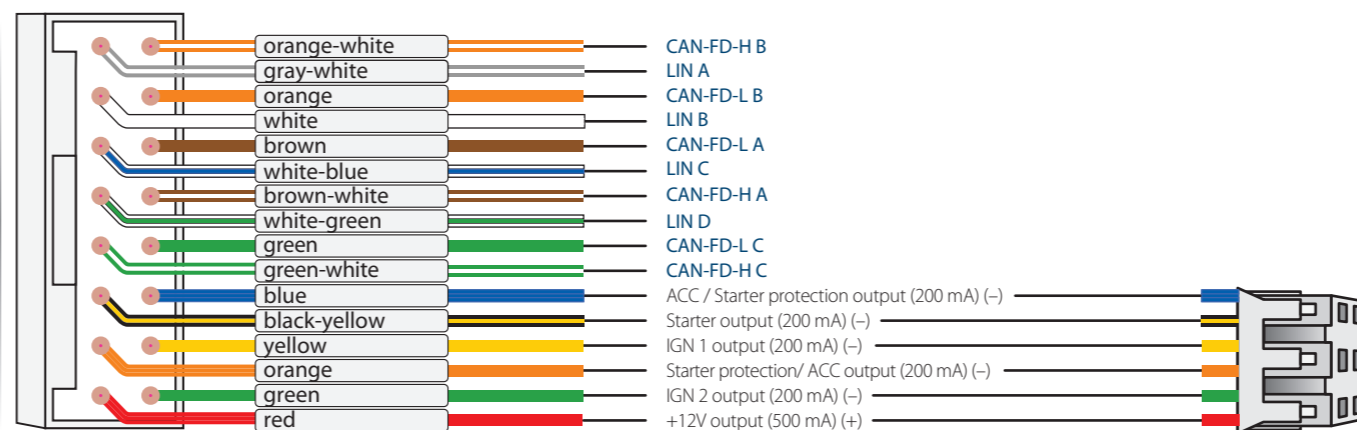 orange-white CAN-FD-H B
gray-white LIN A
orange CAN-FD-L B
white LIN B
brown CAN-FD-L A
white-blue LIN C
brown-white CAN-FD-H A
white-green LIN D
green CAN-FD-L C
green-white CAN-FD-H C
blue ACC / Starter protection output (200 mA) (–)
black-yellow Starter output (200 mA) (–)
yellow IGN 1 output (200 mA) (–)
orange Starter protection/ ACC output (200 mA) (–)
green IGN 2 output (200 mA) (–)
red +12V output (500 mA) (+)